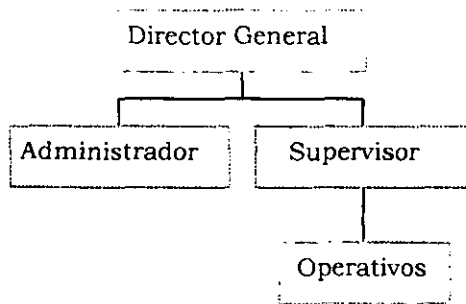 Director General
Administrador
Supervisor
Operativos